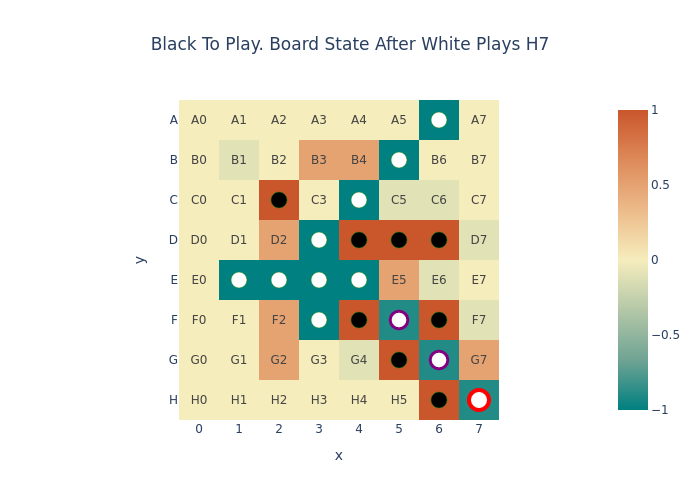 Black To Play. Board State After White Plays H7
A A0 A1 A2 A3 A4 A5 A7
B B0 B1 B2 B3 B4 B6 B7
C C0 C1 C3 C5 C6 C7
D D0 D1 D2 D7
E E0 E5 E6 E7
F F0 F1 F2 F7
G G0 G1 G2 G3 G4 G7
H H0 H1 H2 H3 H4 H5
0 1 2 3 4 5 6 7
x
y
1
0.5
0
−0.5
−1